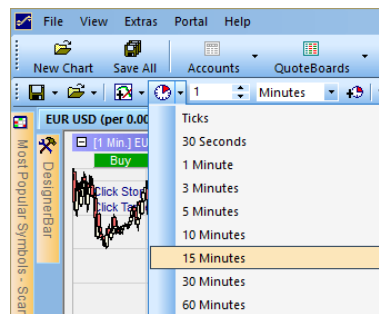 File View Extras Portal Help
New Chart Save All Accounts QuoteBoards
1 Minutes
EUR USD (per 0.00
Ticks
[1 Min.] EU
30 Seconds
Buy
1 Minute
3 Minutes
Click Sto
5 Minutes
Click Ta
10 Minutes
15 Minutes
30 Minutes
60 Minutes
Most Popular Symbols - Scan
DesignerBar